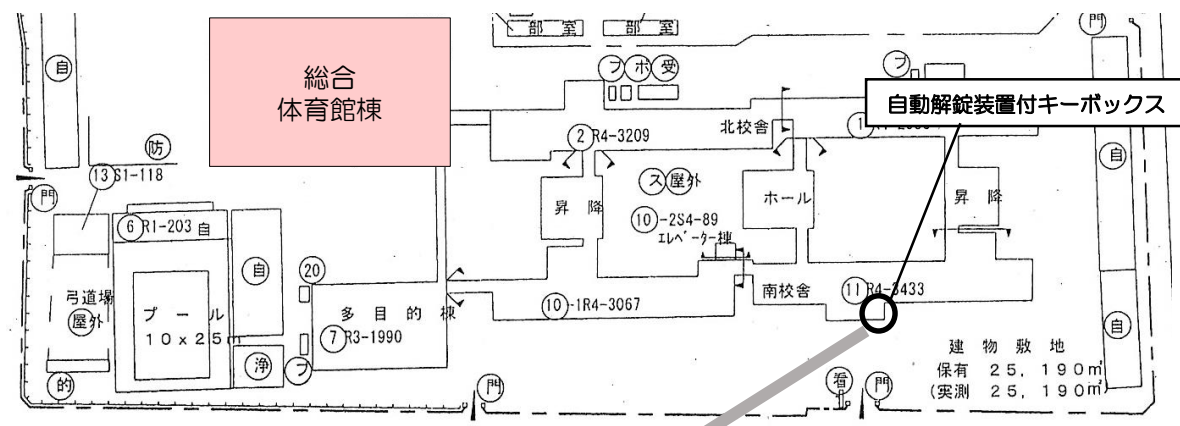 部 室
部 室
門
総合
体育館棟
自
フ ボ 受
フ
自動解錠装置付キーボックス
北校舎
② R4-3209
防
⑬ S1-118
門
自
ス 屋外
昇 降
ホール
昇 降
⑥ R1-203 自
⑩-2S4-89
エレベーター棟
自
⑳
弓道場
屋外
プール
10×25m
多目的棟
⑩-1R4-3067
南校舎
⑪ R4-3433
⑦ R3-1990
自
浄
フ
建 物 敷 地
保有 25,190㎡
(実測 25,190㎡)
的
門
看
門